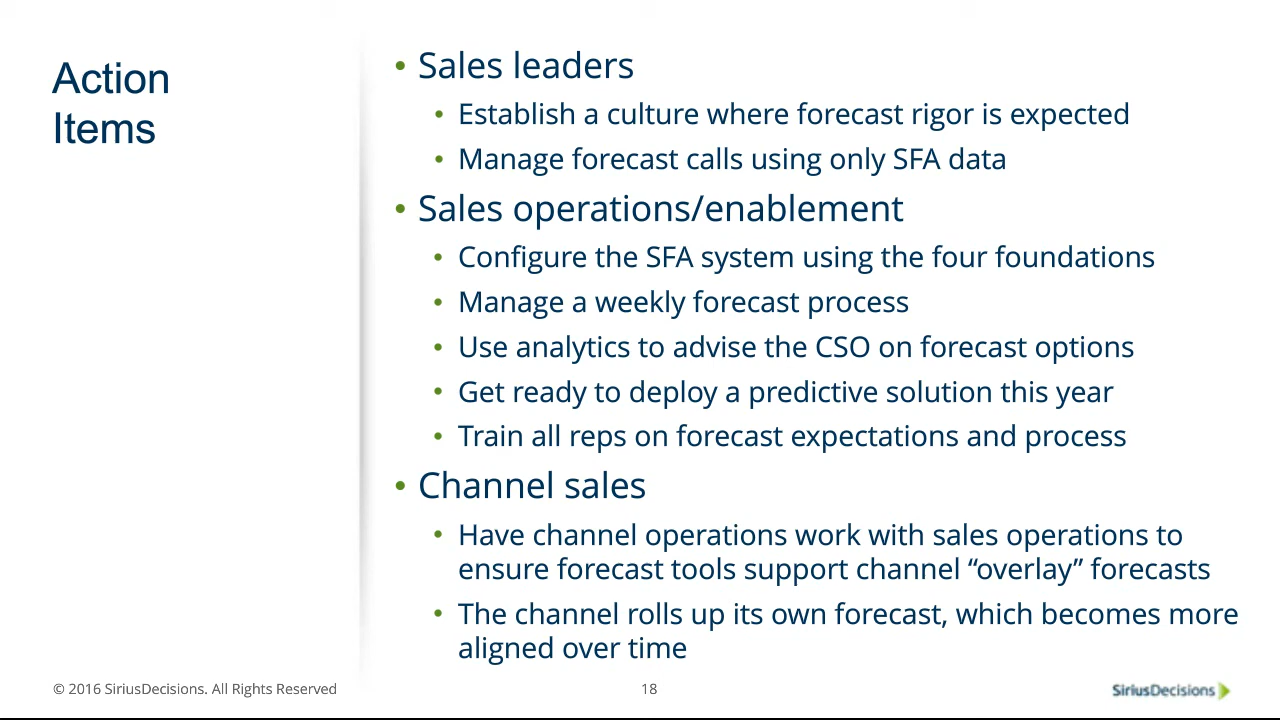 Action
Items
• Sales leaders
• Establish a culture where forecast rigor is expected
• Manage forecast calls using only SFA data
• Sales operations/enablement
• Configure the SFA system using the four foundations
• Manage a weekly forecast process
• Use analytics to advise the CSO on forecast options
• Get ready to deploy a predictive solution this year
• Train all reps on forecast expectations and process
• Channel sales
• Have channel operations work with sales operations to
ensure forecast tools support channel “overlay” forecasts
• The channel rolls up its own forecast, which becomes more
aligned over time
© 2016 SiriusDecisions. All Rights Reserved
18
SiriusDecisions